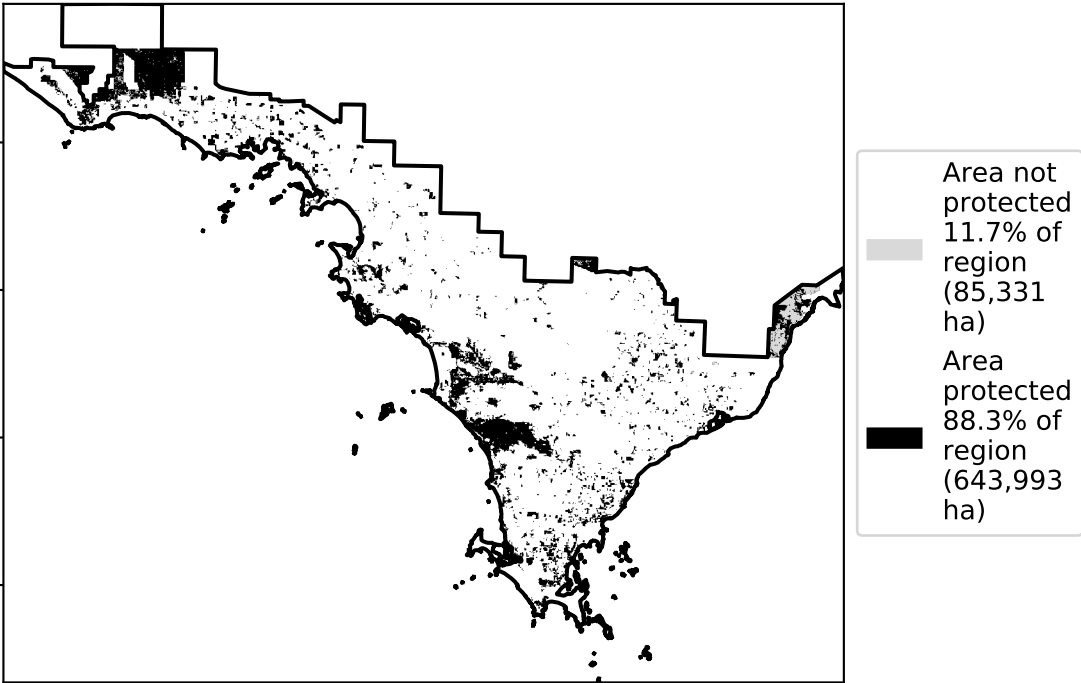 Area not
protected
11.7% of
region
(85,331
ha)
Area
protected
88.3% of
region
(643,993
ha)